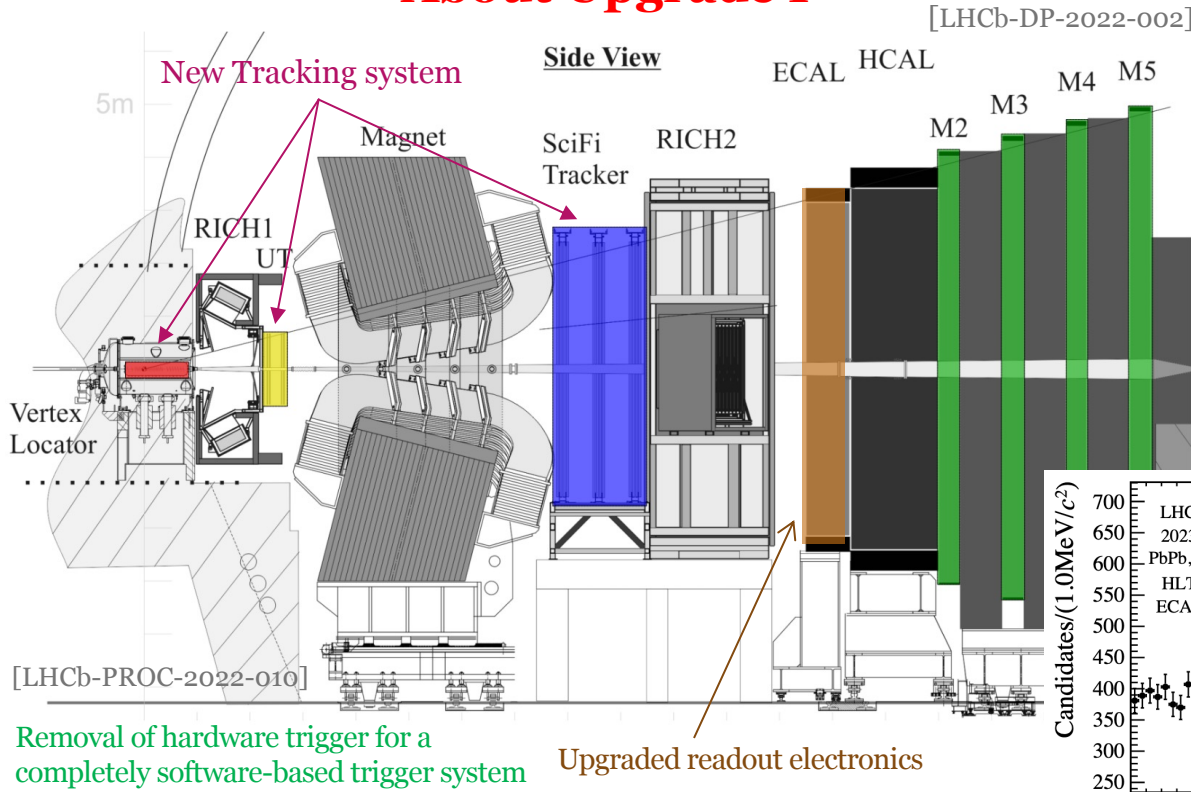 About Upgrade I
[LHCb-DP-2022-002]
New Tracking system
Side View
ECAL
HCAL
M2
M3
M4
M5
5m
Magnet
SciFi
Tracker
RICH2
RICH1
UT
Vertex
Locator
[LHCb-PROC-2022-010]
Removal of hardware trigger for a
completely software-based trigger system
Upgraded readout electronics
Candidates/(1.0MeV/c²)
700
650
600
550
500
450
400
350
300
250
PbPb,